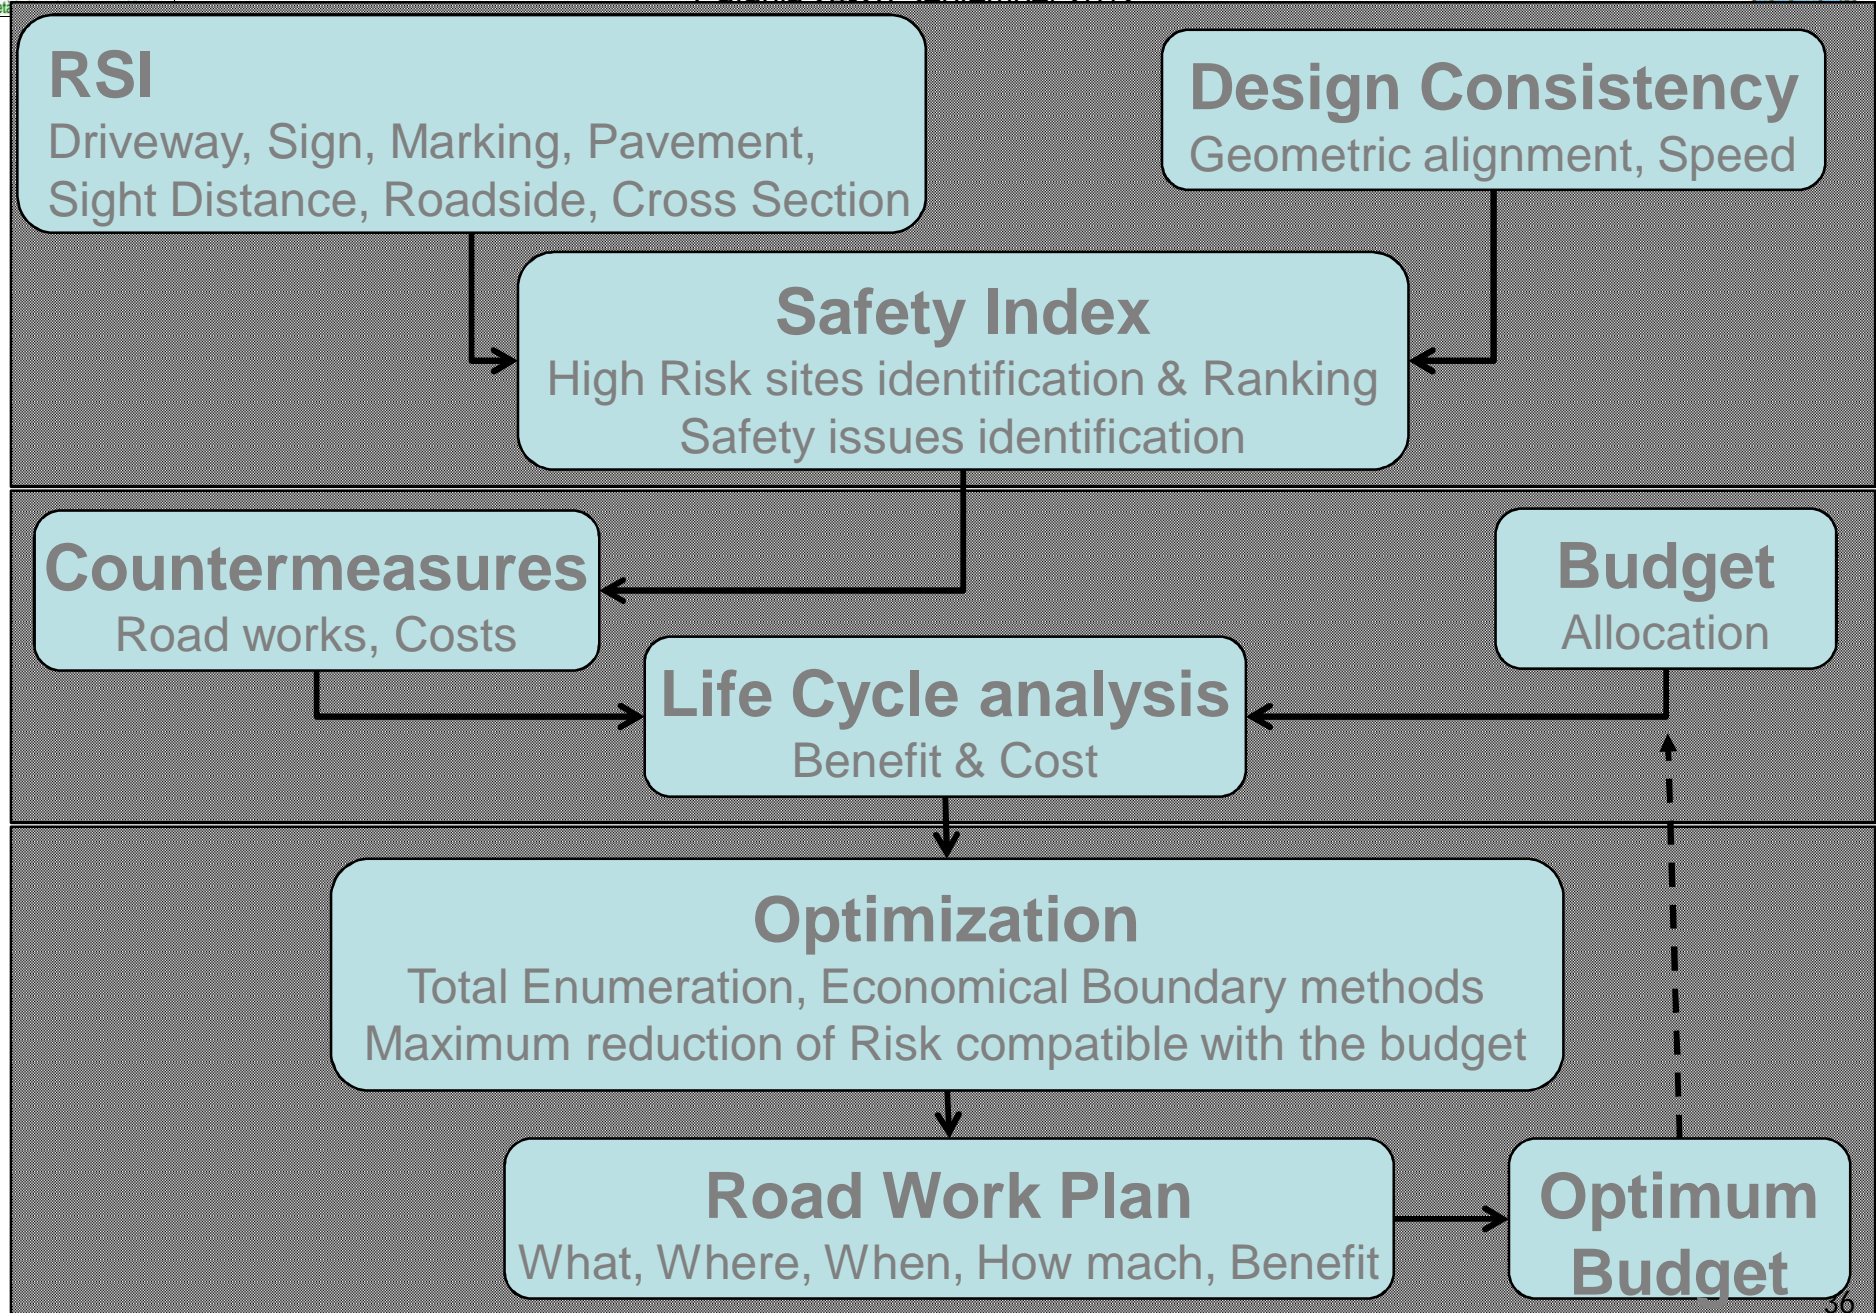 RSI
Driveway, Sign, Marking, Pavement,
Sight Distance, Roadside, Cross Section
Design Consistency
Geometric alignment, Speed
Safety Index
High Risk sites identification & Ranking
Safety issues identification
Countermeasures
Road works, Costs
Budget
Allocation
Life Cycle analysis
Benefit & Cost
Optimization
Total Enumeration, Economical Boundary methods
Maximum reduction of Risk compatible with the budget
Road Work Plan
What, Where, When, How mach, Benefit
Optimum
Budget
36